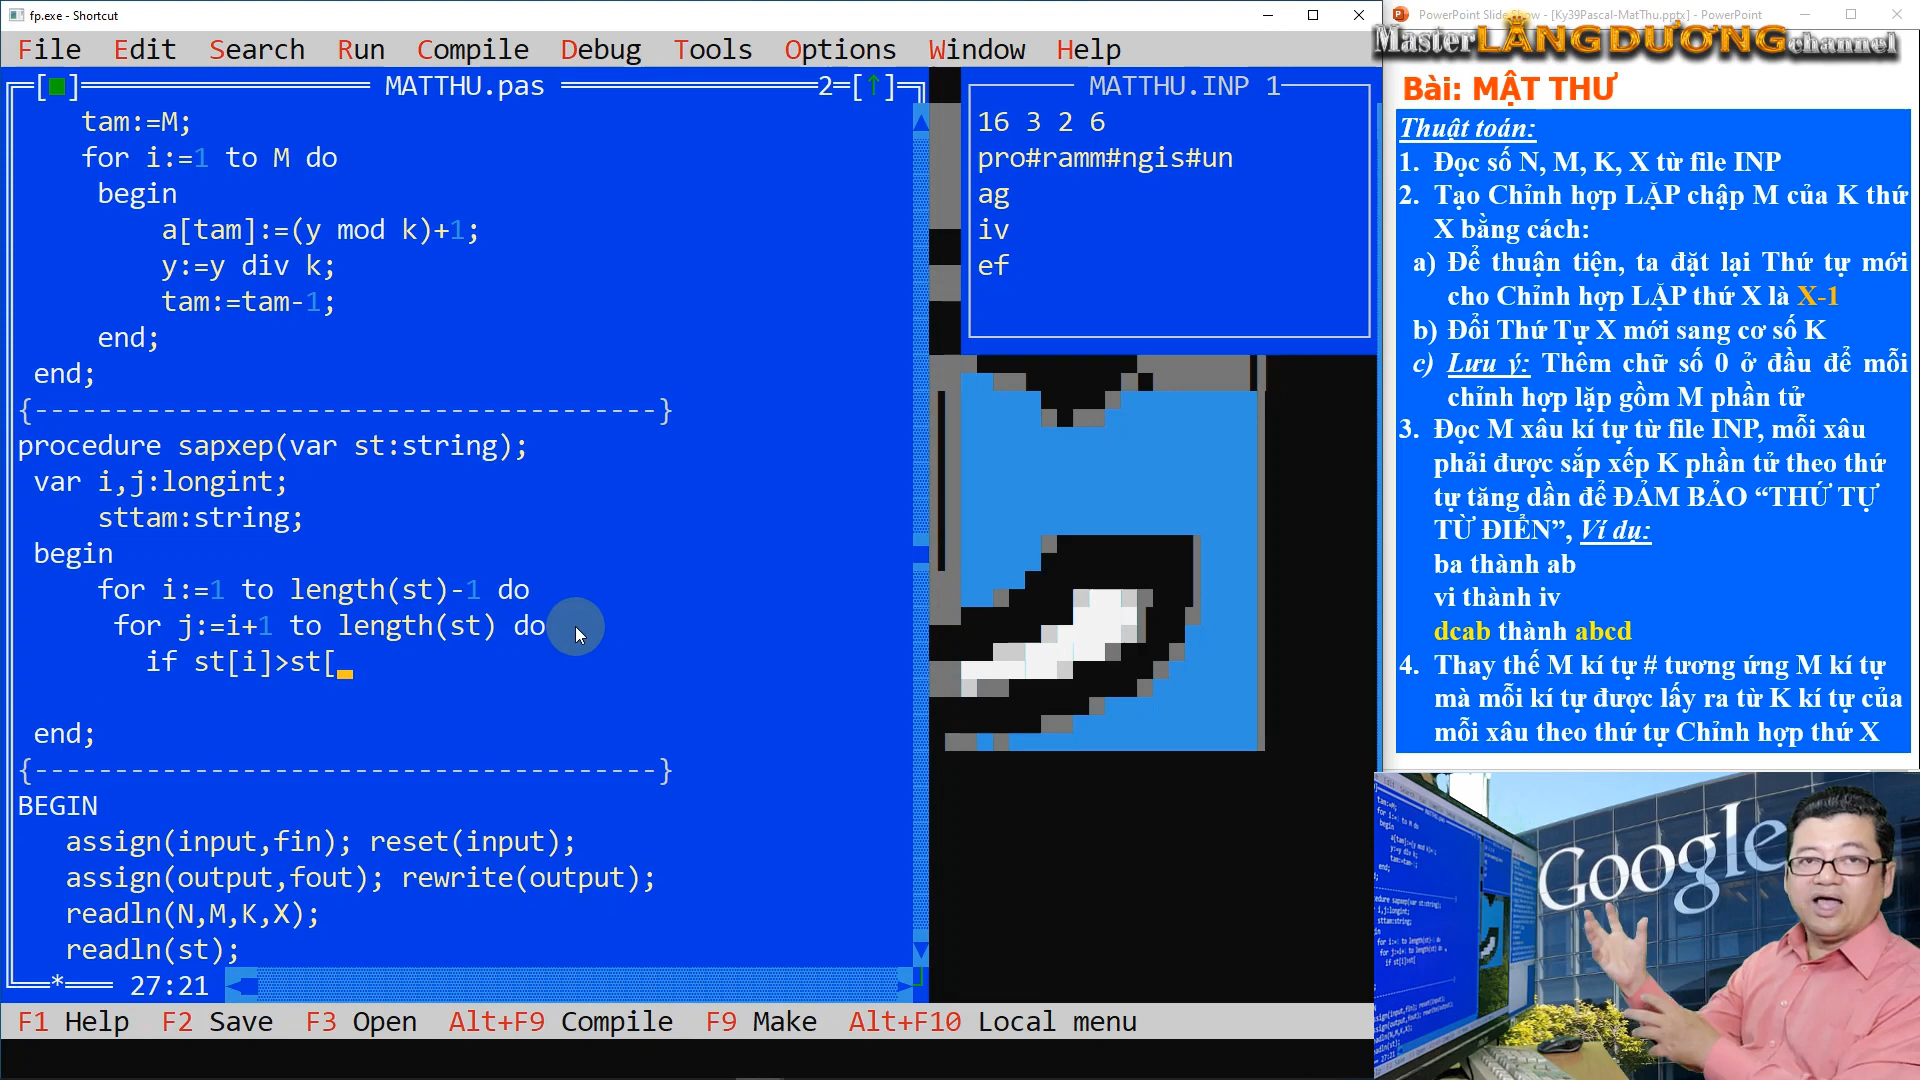 fp.exe - Shortcut
File Edit Search Run Compile Debug Tools Options Window Help
MATTHU.pas 2=[↑]
tam:=M;
for i:=1 to M do
begin
a[tam]:=(y mod k)+1;
y:=y div k;
tam:=tam-1;
end;
end;
{---------------------------------------}
procedure sapxep(var st:string);
var i,j:longint;
sttam:string;
begin
for i:=1 to length(st)-1 do
for j:=i+1 to length(st) do
if st[i]>st[
end;
{---------------------------------------}
BEGIN
assign(input,fin); reset(input);
assign(output,fout); rewrite(output);
readln(N,M,K,X);
readln(st);
* 27:21
F1 Help F2 Save F3 Open Alt+F9 Compile F9 Make Alt+F10 Local menu
MATTHU.INP 1
16 3 2 6
pro#ramm#ngis#un
ag
iv
ef
PowerPoint Slide Show - [Ky39Pascal-MatThu.pptx] - PowerPoint
Master LĂNG DƯƠNG channel
Bài: MẬT THƯ
Thuật toán:
1. Đọc số N, M, K, X từ file INP
2. Tạo Chỉnh hợp LẶP chập M của K thứ
X bằng cách:
a) Để thuận tiện, ta đặt lại Thứ tự mới
cho Chỉnh hợp LẶP thứ X là X-1
b) Đổi Thứ Tự X mới sang cơ số K
c) Lưu ý: Thêm chữ số 0 ở đầu để mỗi
chỉnh hợp lặp gồm M phần tử
3. Đọc M xâu kí tự từ file INP, mỗi xâu
phải được sắp xếp K phần tử theo thứ
tự tăng dần để ĐẢM BẢO “THỨ TỰ
TỪ ĐIỂN”, Ví dụ:
ba thành ab
vi thành iv
dcab thành abcd
4. Thay thế M kí tự # tương ứng M kí tự
mà mỗi kí tự được lấy ra từ K kí tự của
mỗi xâu theo thứ tự Chỉnh hợp thứ X
Google